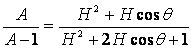 A / (A−1) = (H² + H cos θ) / (H² + 2H cos θ + 1)